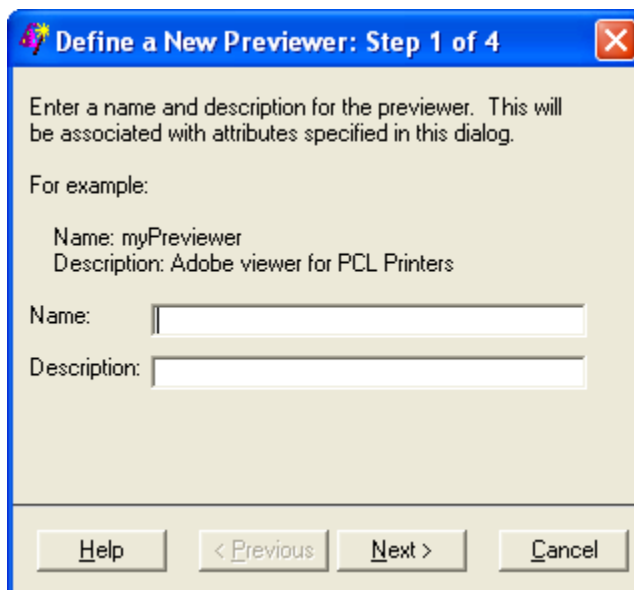 Define a New Previewer: Step 1 of 4
Enter a name and description for the previewer.  This will
be associated with attributes specified in this dialog.
For example:
Name: myPreviewer
Description: Adobe viewer for PCL Printers
Name:
Description:
Help
< Previous
Next >
Cancel